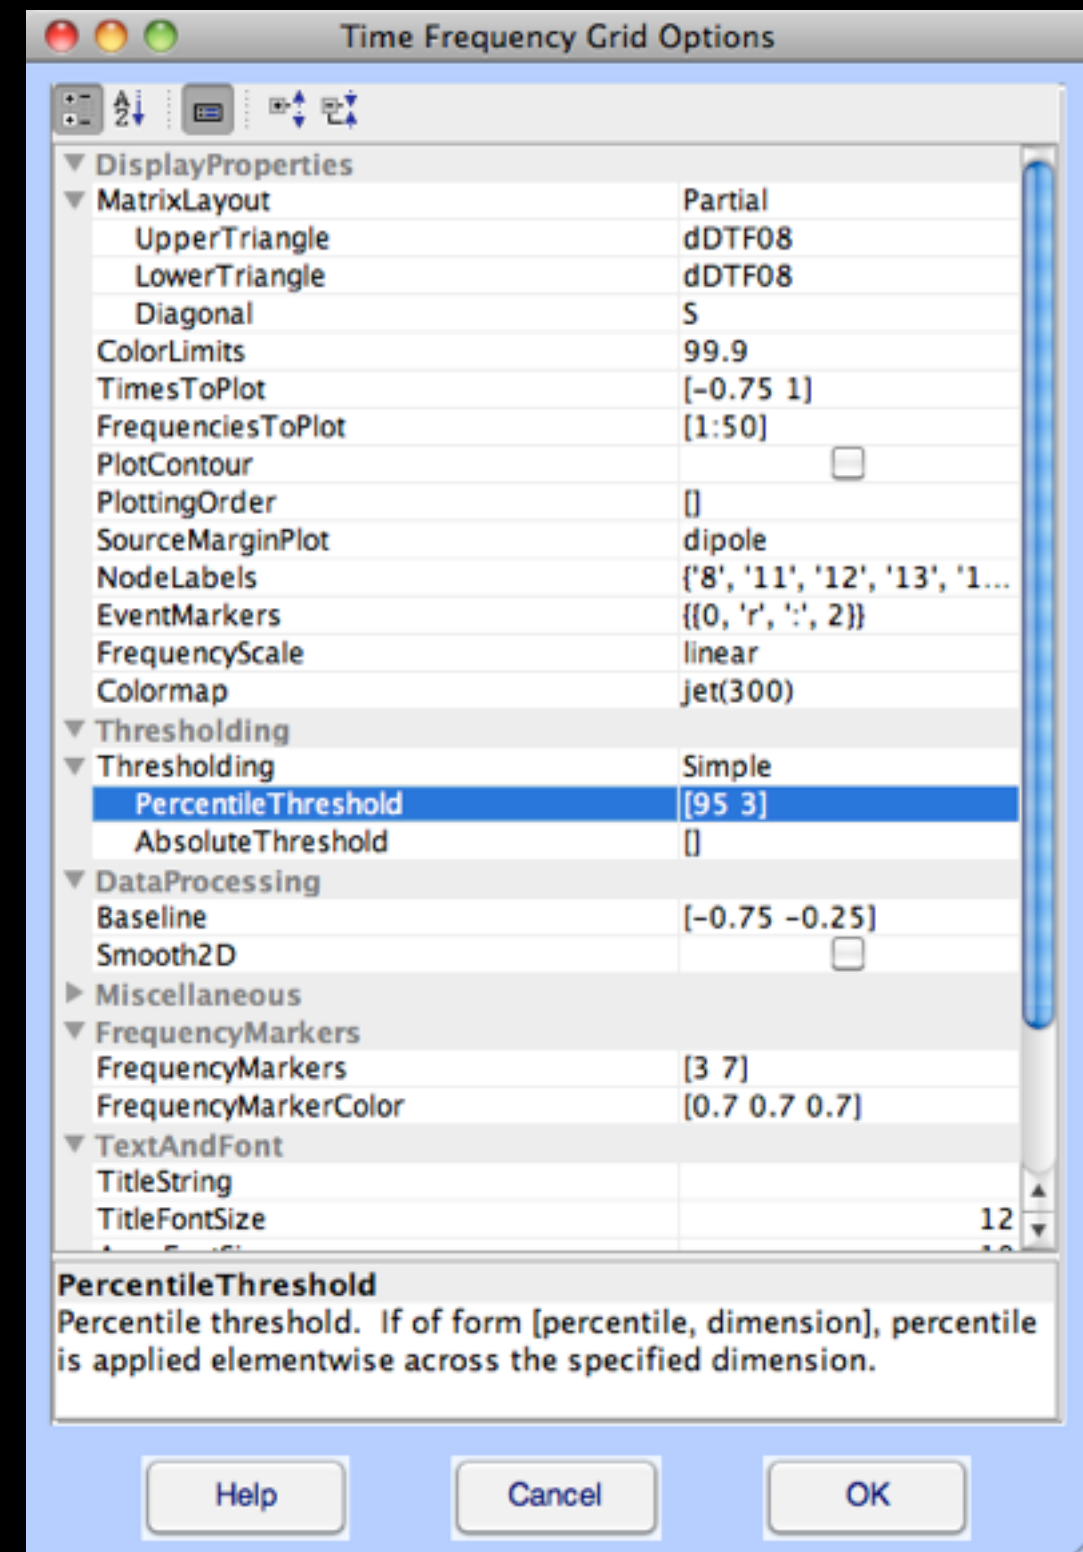 Time Frequency Grid Options
DisplayProperties
MatrixLayout Partial
UpperTriangle dDTF08
LowerTriangle dDTF08
Diagonal S
ColorLimits 99.9
TimesToPlot [-0.75 1]
FrequenciesToPlot [1:50]
PlotContour
PlottingOrder []
SourceMarginPlot dipole
NodeLabels {'8', '11', '12', '13', '1...
EventMarkers {{0, 'r', ':', 2}}
FrequencyScale linear
Colormap jet(300)
Thresholding
Thresholding Simple
PercentileThreshold [95 3]
AbsoluteThreshold []
DataProcessing
Baseline [-0.75 -0.25]
Smooth2D
Miscellaneous
FrequencyMarkers
FrequencyMarkers [3 7]
FrequencyMarkerColor [0.7 0.7 0.7]
TextAndFont
TitleString
TitleFontSize 12
PercentileThreshold
Percentile threshold. If of form [percentile, dimension], percentile
is applied elementwise across the specified dimension.
Help Cancel OK